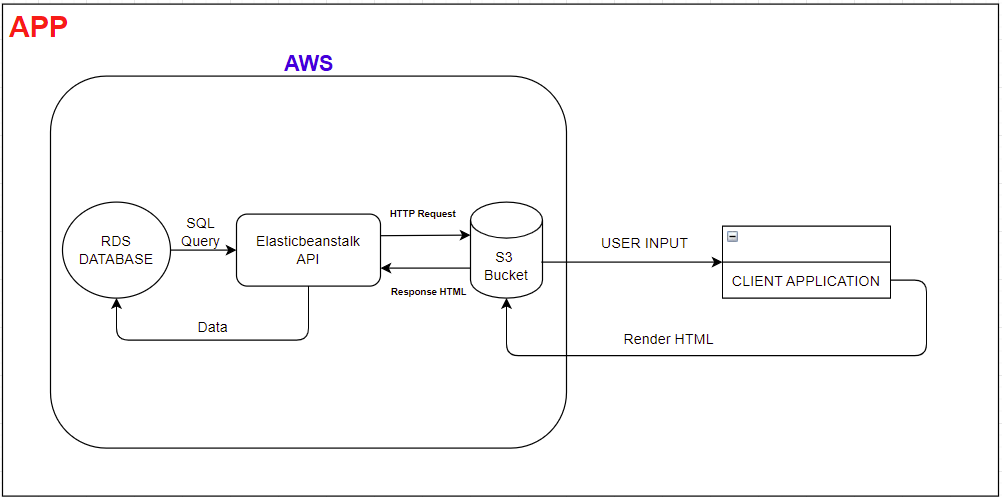 APP
AWS
RDS
DATABASE
SQL
Query
Elasticbeanstalk
API
HTTP Request
Response HTML
S3
Bucket
USER INPUT
CLIENT APPLICATION
Data
Render HTML